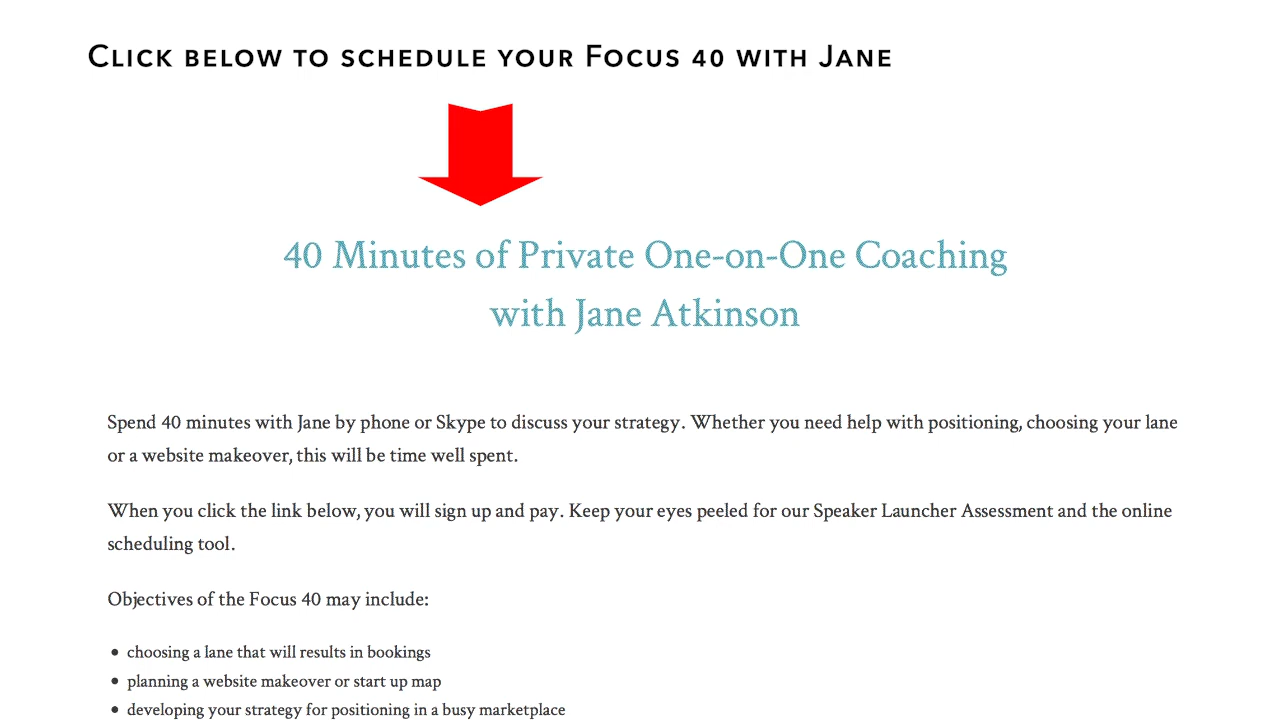 Click below to schedule your Focus 40 with Jane
40 Minutes of Private One-on-One Coaching
with Jane Atkinson
Spend 40 minutes with Jane by phone or Skype to discuss your strategy. Whether you need help with positioning, choosing your lane
or a website makeover, this will be time well spent.
When you click the link below, you will sign up and pay. Keep your eyes peeled for our Speaker Launcher Assessment and the online
scheduling tool.
Objectives of the Focus 40 may include:
• choosing a lane that will results in bookings
• planning a website makeover or start up map
• developing your strategy for positioning in a busy marketplace